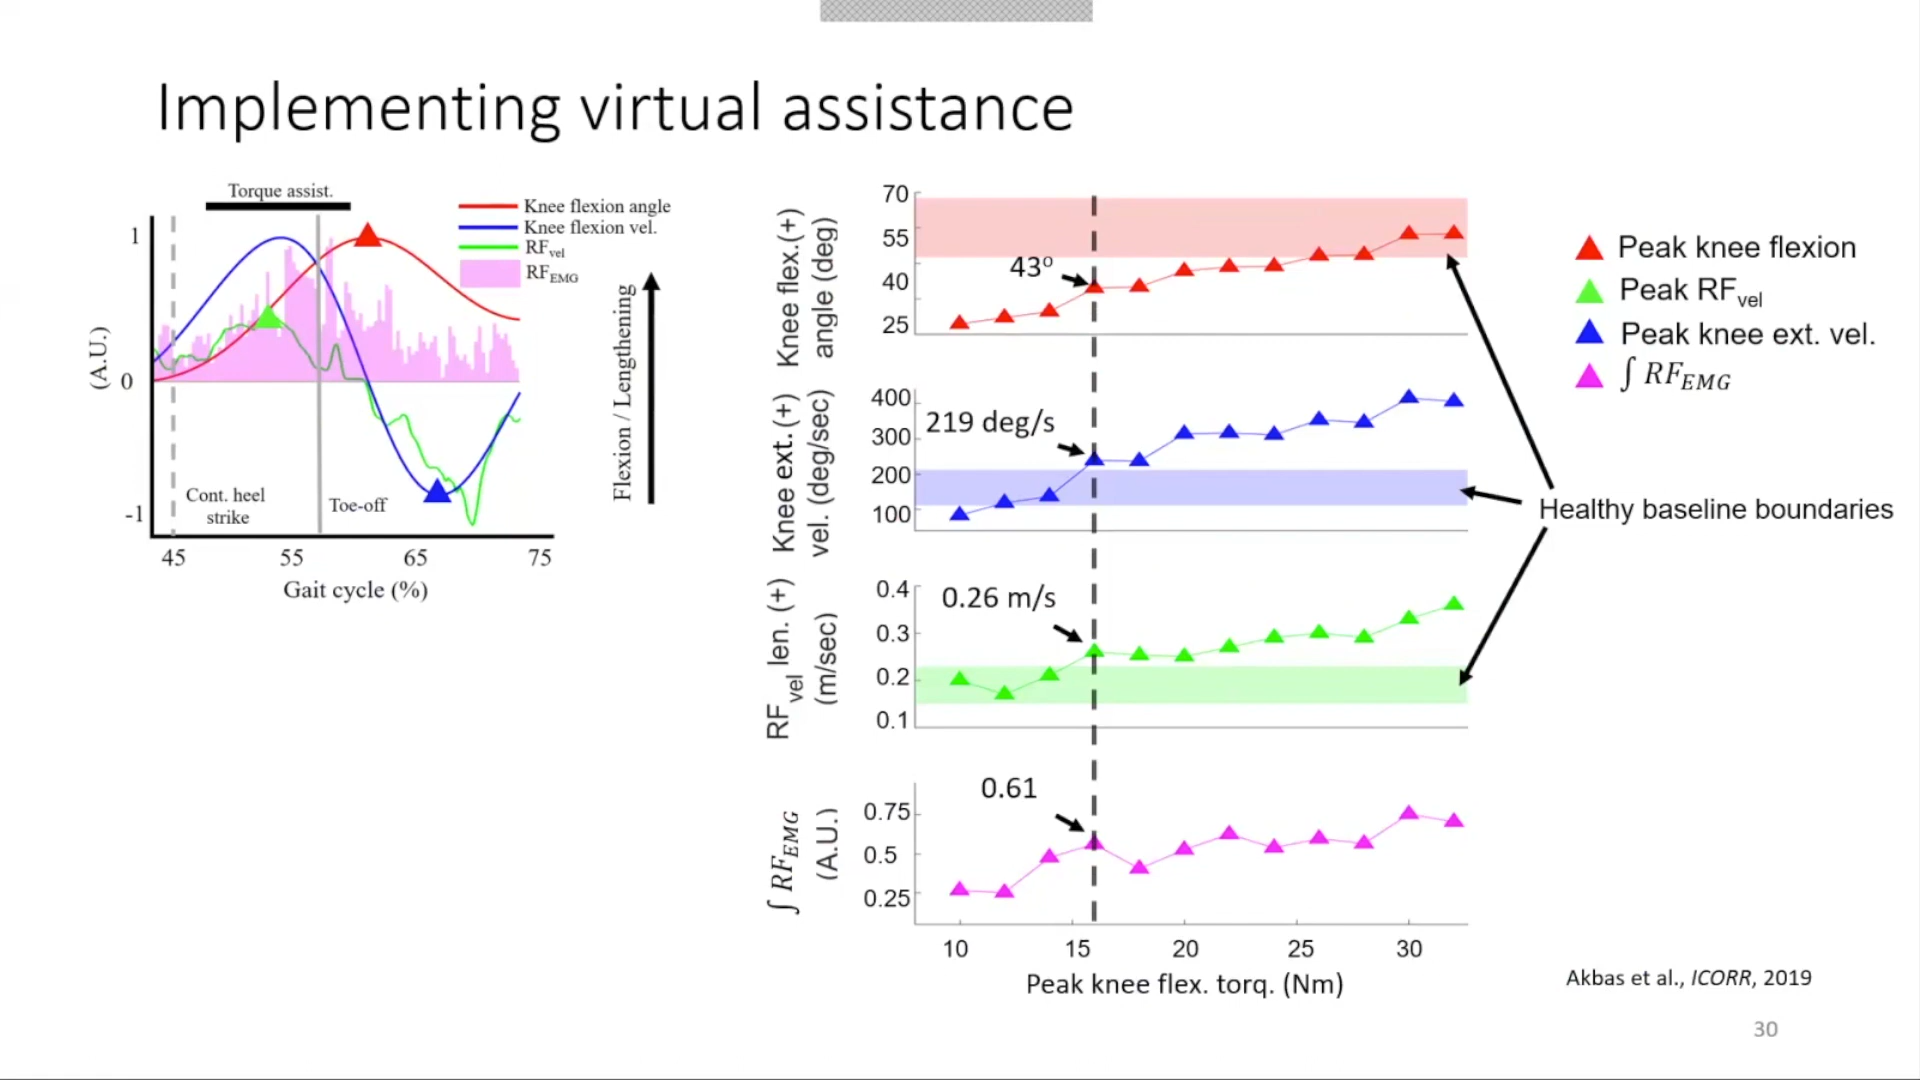 Implementing virtual assistance
Torque assist.
Knee flexion angle
Knee flexion vel.
RFvel
RFEMG
1
0
-1
(A.U.)
Cont. heel
strike
Toe-off
45 55 65 75
Gait cycle (%)
Flexion / Lengthening
Knee flex.(+)
angle (deg)
70
55
40
25
43º
Knee ext.(+)
vel. (deg/sec)
400
300
200
100
219 deg/s
RFvel len. (+)
(m/sec)
0.4
0.3
0.2
0.1
0.26 m/s
∫ RFEMG
(A.U.)
0.75
0.5
0.25
0.61
10 15 20 25 30
Peak knee flex. torq. (Nm)
Peak knee flexion
Peak RFvel
Peak knee ext. vel.
∫ RFEMG
Healthy baseline boundaries
Akbas et al., ICORR, 2019
30